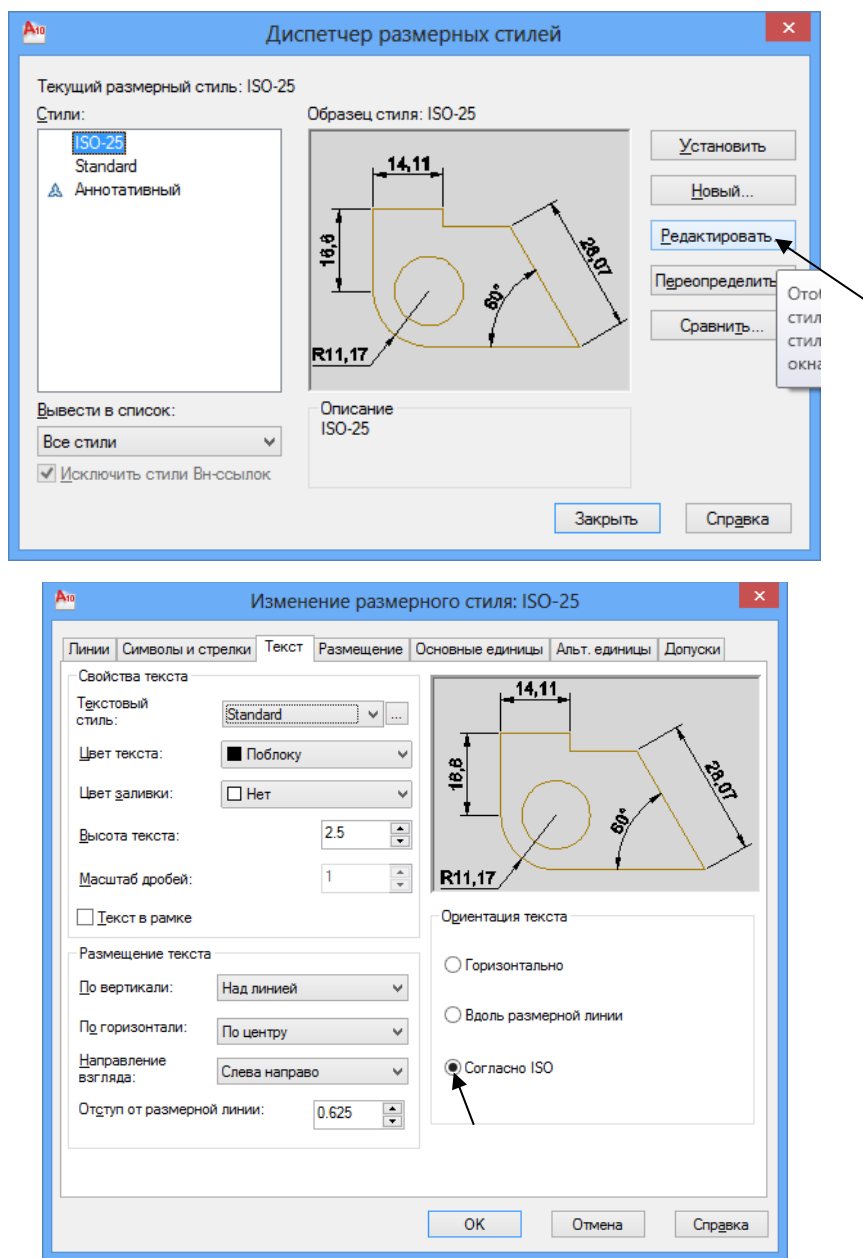 A10
Диспетчер размерных стилей
Текущий размерный стиль: ISO-25
Стили:
ISO-25
Standard
Аннотативный
Образец стиля: ISO-25
14,11
16,6
28,07
60°
R11,17
Установить
Новый...
Редактировать...
Переопределить
Сравнить...
Вывести в список:
Все стили
Исключить стили Вн-ссылок
Описание
ISO-25
Закрыть
Справка
A10
Изменение размерного стиля: ISO-25
Линии Символы и стрелки Текст Размещение Основные единицы Альт. единицы Допуски
Свойства текста
Текстовый
стиль:
Standard
...
Цвет текста:
Поблоку
Цвет заливки:
Нет
Высота текста:
2.5
Масштаб дробей:
1
Текст в рамке
Размещение текста
По вертикали:
Над линией
По горизонтали:
По центру
Направление
взгляда:
Слева направо
Отступ от размерной линии:
0.625
14,11
16,6
28,07
60°
R11,17
Ориентация текста
Горизонтально
Вдоль размерной линии
Согласно ISO
OK
Отмена
Справка